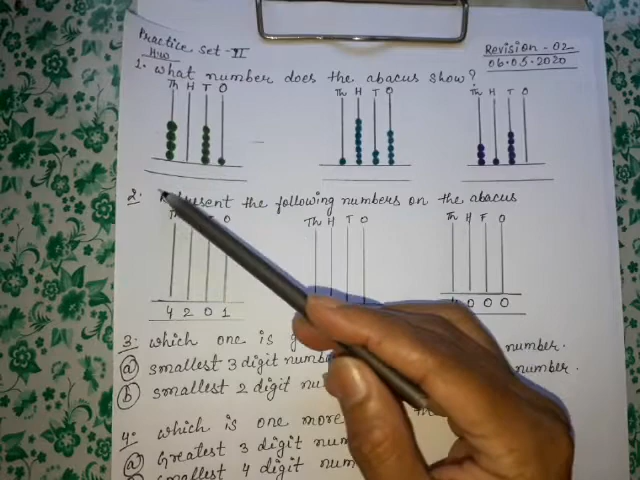 Practice Set - VI
H.W
Revision - 02
06.05.2020
1. What number does the abacus show?
Th H T O
Th H T O
Th H T O
2. Represent the following numbers on the abacus
O
Th H T O
Th H T O
4 2 0 1
0 0 0
3. which one is number.
(a) smallest 3 digit number.
(b) smallest 2 digit
4. which is one more
(a) Greatest 3 digit
smallest 4 digit